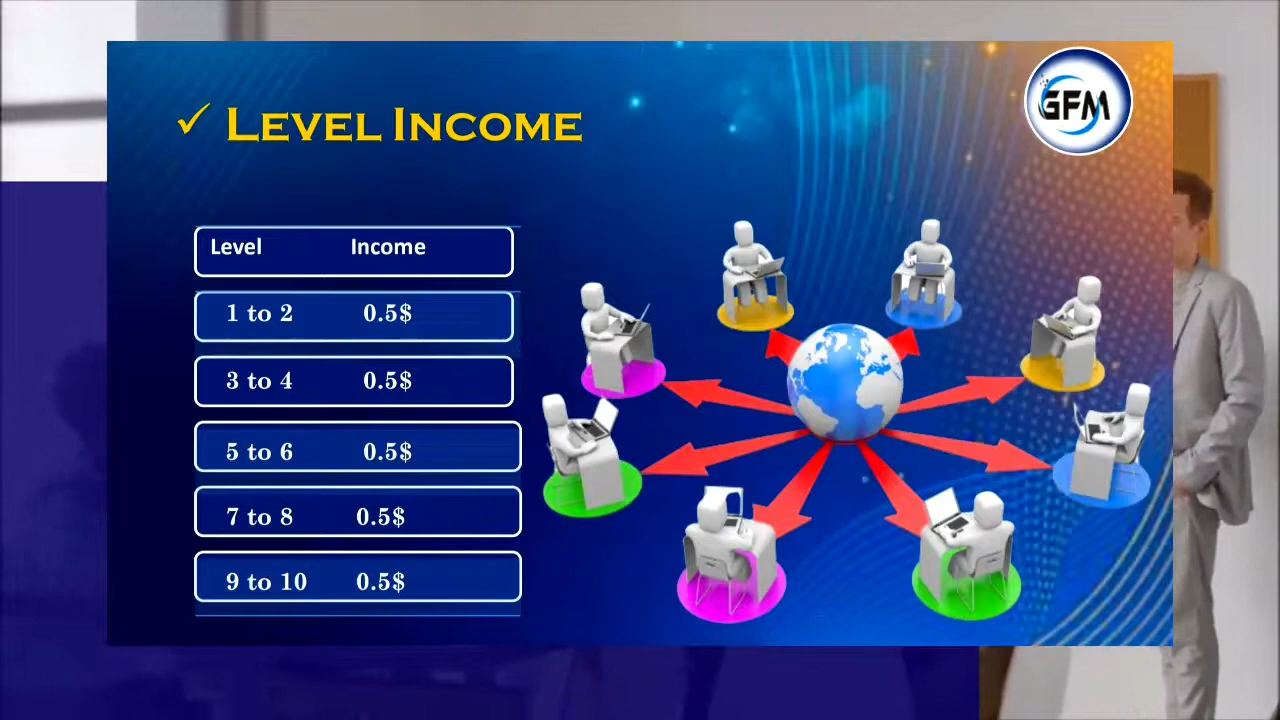 ✓ LEVEL INCOME
GFM
Level Income
1 to 2 0.5$
3 to 4 0.5$
5 to 6 0.5$
7 to 8 0.5$
9 to 10 0.5$